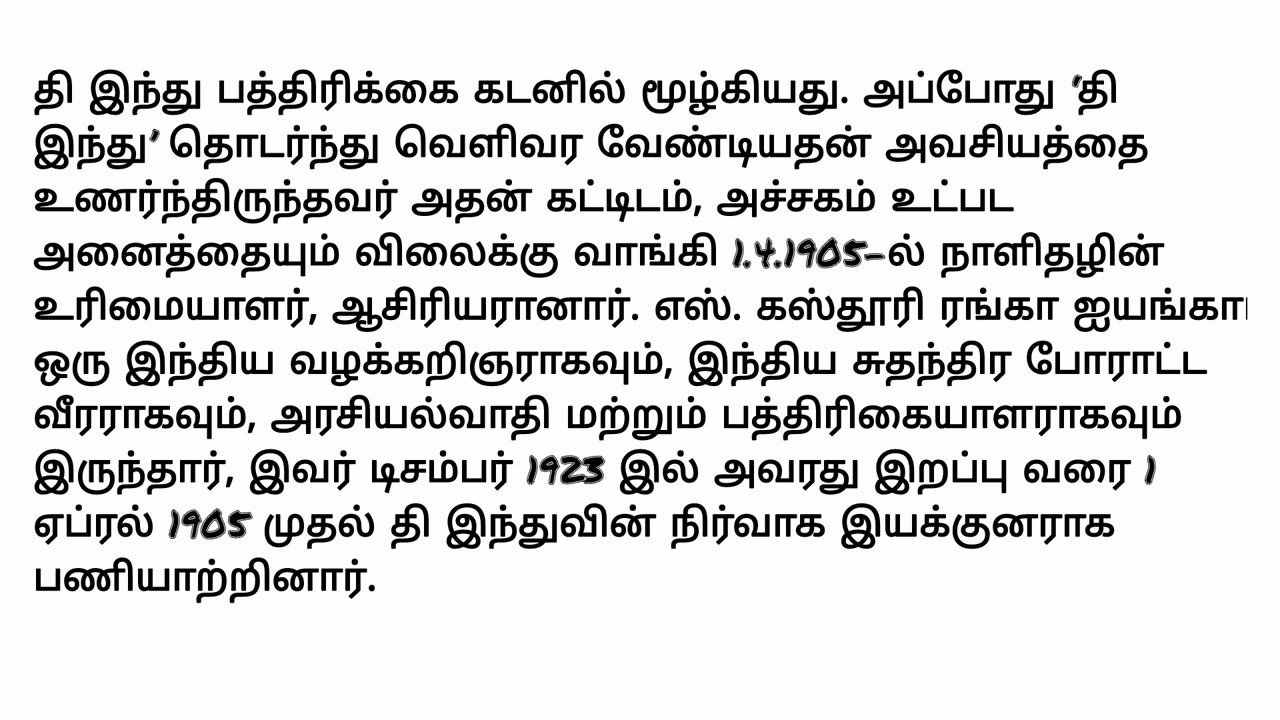 தி இந்து பத்திரிக்கை கடனில் மூழ்கியது. அப்போது 'தி
இந்து' தொடர்ந்து வெளிவர வேண்டியதன் அவசியத்தை
உணர்ந்திருந்தவர் அதன் கட்டிடம், அச்சகம் உட்பட
அனைத்தையும் விலைக்கு வாங்கி 1.4.1905-ல் நாளிதழின்
உரிமையாளர், ஆசிரியரானார். எஸ். கஸ்தூரி ரங்கா
ஒரு இந்திய வழக்கறிஞராகவும், இந்திய சுதந்திர போராட்ட
வீரராகவும், அரசியல்வாதி மற்றும் பத்திரிகையாளராகவும்
இருந்தார், இவர் டிசம்பர் 1923 இல் அவரது இறப்பு வரை 1
ஏப்ரல் 1905 முதல் தி இந்துவின் நிர்வாக இயக்குனராக
பணியாற்றினார்.